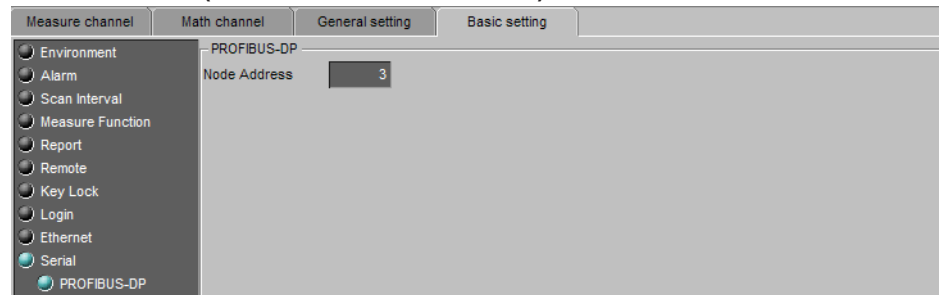 Measure channel Math channel General setting Basic setting
Environment
Alarm
Scan Interval
Measure Function
Report
Remote
Key Lock
Login
Ethernet
Serial
PROFIBUS-DP
PROFIBUS-DP
Node Address 3